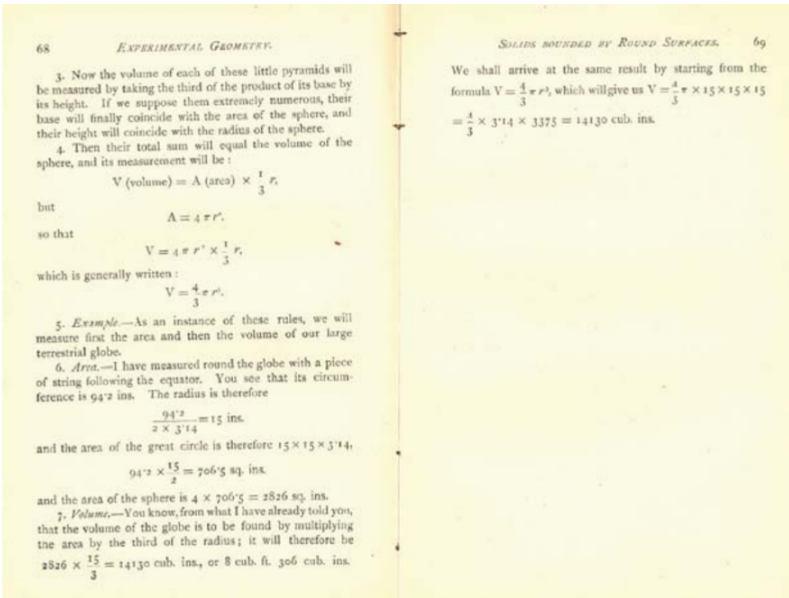 68
EXPERIMENTAL GEOMETRY.
3. Now the volume of each of these little pyramids will
be measured by taking the third of the product of its base by
its height. If we suppose them extremely numerous, their
base will finally coincide with the area of the sphere, and
their height will coincide with the radius of the sphere.
4. Then their total sum will equal the volume of the
sphere, and its measurement will be :
V (volume) = A (area) × 1/3 r,
but
A = 4 π r².
so that
V = 4 π r² × 1/3 r,
which is generally written :
V = 4/3 π r³.
5. Example.—As an instance of these rules, we will
measure first the area and then the volume of our large
terrestrial globe.
6. Area.—I have measured round the globe with a piece
of string following the equator. You see that its circum-
ference is 94·2 ins. The radius is therefore
94·2 / 2 × 3·14 = 15 ins.
and the area of the great circle is therefore 15 × 15 × 3·14,
94·2 × 15/2 = 706·5 sq. ins.
and the area of the sphere is 4 × 706·5 = 2826 sq. ins.
7. Volume.—You know, from what I have already told you,
that the volume of the globe is to be found by multiplying
the area by the third of the radius; it will therefore be
2826 × 15/3 = 14130 cub. ins., or 8 cub. ft. 306 cub. ins.
SOLIDS BOUNDED BY ROUND SURFACES. 69
We shall arrive at the same result by starting from the
formula V = 4/3 π r³, which will give us V = 4/3 π × 15 × 15 × 15
= 4/3 × 3·14 × 3375 = 14130 cub. ins.